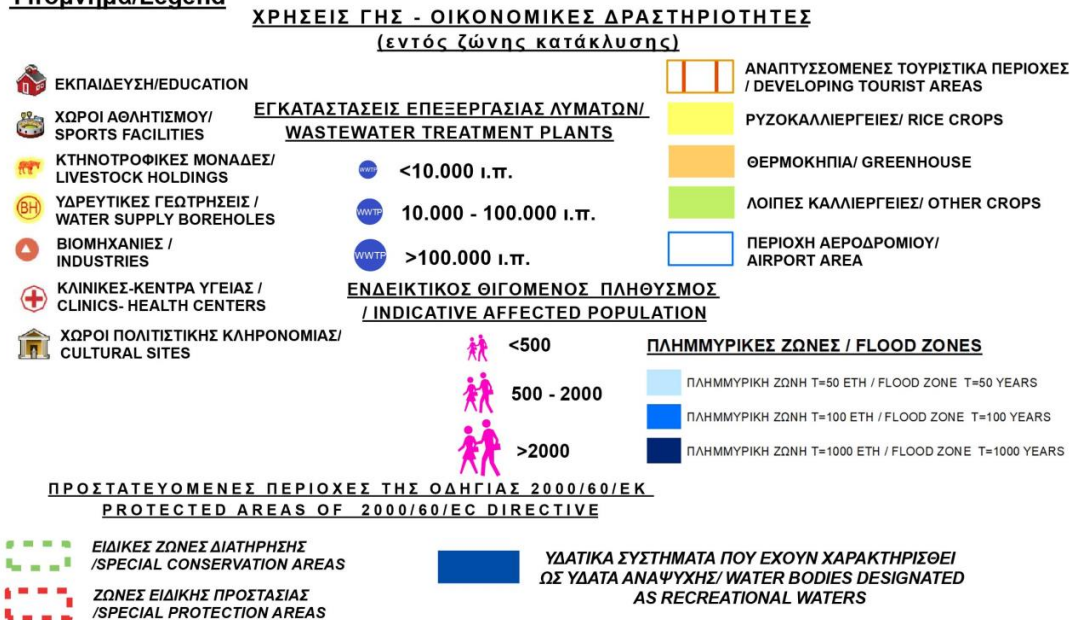 Υπόμνημα/Legend
ΧΡΗΣΕΙΣ ΓΗΣ - ΟΙΚΟΝΟΜΙΚΕΣ ΔΡΑΣΤΗΡΙΟΤΗΤΕΣ
(εντός ζώνης κατάκλυσης)
ΕΚΠΑΙΔΕΥΣΗ/EDUCATION
ΧΩΡΟΙ ΑΘΛΗΤΙΣΜΟΥ/
SPORTS FACILITIES
ΚΤΗΝΟΤΡΟΦΙΚΕΣ ΜΟΝΑΔΕΣ/
LIVESTOCK HOLDINGS
BH
ΥΔΡΕΥΤΙΚΕΣ ΓΕΩΤΡΗΣΕΙΣ /
WATER SUPPLY BOREHOLES
ΒΙΟΜΗΧΑΝΙΕΣ /
INDUSTRIES
ΚΛΙΝΙΚΕΣ-ΚΕΝΤΡΑ ΥΓΕΙΑΣ /
CLINICS- HEALTH CENTERS
ΧΩΡΟΙ ΠΟΛΙΤΙΣΤΙΚΗΣ ΚΛΗΡΟΝΟΜΙΑΣ/
CULTURAL SITES
ΕΓΚΑΤΑΣΤΑΣΕΙΣ ΕΠΕΞΕΡΓΑΣΙΑΣ ΛΥΜΑΤΩΝ/
WASTEWATER TREATMENT PLANTS
WWTP <10.000 ι.π.
WWTP 10.000 - 100.000 ι.π.
WWTP >100.000 ι.π.
ΕΝΔΕΙΚΤΙΚΟΣ ΘΙΓΟΜΕΝΟΣ ΠΛΗΘΥΣΜΟΣ
/ INDICATIVE AFFECTED POPULATION
<500
500 - 2000
>2000
ΑΝΑΠΤΥΣΣΟΜΕΝΕΣ ΤΟΥΡΙΣΤΙΚΑ ΠΕΡΙΟΧΕΣ
/ DEVELOPING TOURIST AREAS
ΡΥΖΟΚΑΛΛΙΕΡΓΕΙΕΣ/ RICE CROPS
ΘΕΡΜΟΚΗΠΙΑ/ GREENHOUSE
ΛΟΙΠΕΣ ΚΑΛΛΙΕΡΓΕΙΕΣ/ OTHER CROPS
ΠΕΡΙΟΧΗ ΑΕΡΟΔΡΟΜΙΟΥ/
AIRPORT AREA
ΠΛΗΜΜΥΡΙΚΕΣ ΖΩΝΕΣ / FLOOD ZONES
ΠΛΗΜΜΥΡΙΚΗ ΖΩΝΗ T=50 ΕΤΗ / FLOOD ZONE T=50 YEARS
ΠΛΗΜΜΥΡΙΚΗ ΖΩΝΗ T=100 ΕΤΗ / FLOOD ZONE T=100 YEARS
ΠΛΗΜΜΥΡΙΚΗ ΖΩΝΗ T=1000 ΕΤΗ / FLOOD ZONE T=1000 YEARS
ΠΡΟΣΤΑΤΕΥΟΜΕΝΕΣ ΠΕΡΙΟΧΕΣ ΤΗΣ ΟΔΗΓΙΑΣ 2000/60/ΕΚ
PROTECTED AREAS OF 2000/60/EC DIRECTIVE
ΕΙΔΙΚΕΣ ΖΩΝΕΣ ΔΙΑΤΗΡΗΣΗΣ
/SPECIAL CONSERVATION AREAS
ΖΩΝΕΣ ΕΙΔΙΚΗΣ ΠΡΟΣΤΑΣΙΑΣ
/SPECIAL PROTECTION AREAS
ΥΔΑΤΙΚΑ ΣΥΣΤΗΜΑΤΑ ΠΟΥ ΕΧΟΥΝ ΧΑΡΑΚΤΗΡΙΣΘΕΙ
ΩΣ ΥΔΑΤΑ ΑΝΑΨΥΧΗΣ/ WATER BODIES DESIGNATED
AS RECREATIONAL WATERS